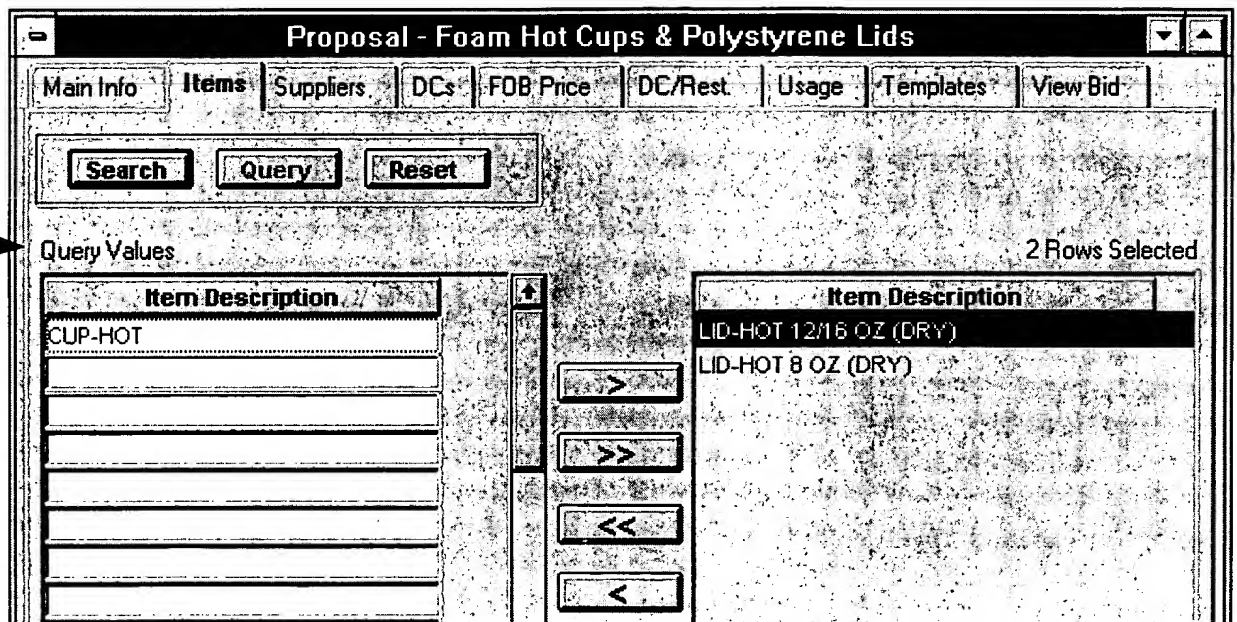 Proposal - Foam Hot Cups & Polystyrene Lids
Main Info Items Suppliers DCs FOB Price DC/Rest. Usage Templates View Bid
Search Query Reset
Query Values 2 Rows Selected
Item Description Item Description
CUP-HOT LID-HOT 12/16 OZ (DRY)
LID-HOT 8 OZ (DRY)
>
>>
<<
<